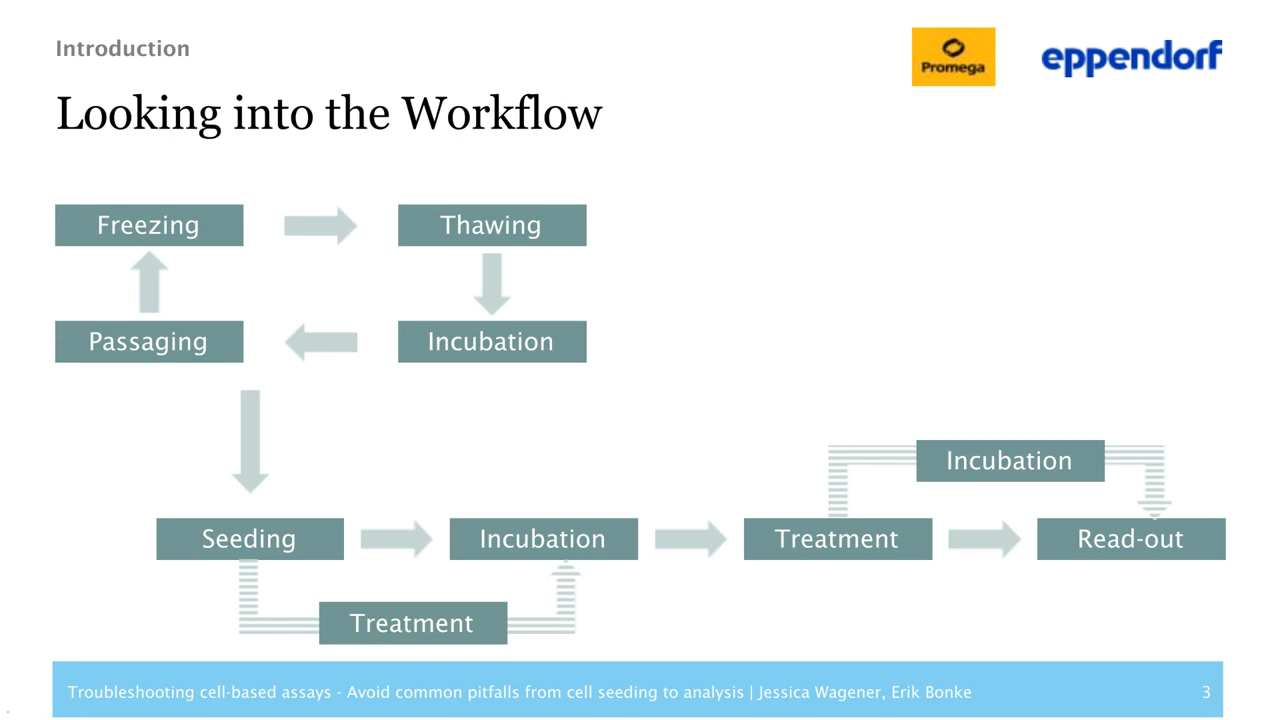 Introduction
Promega
eppendorf
Looking into the Workflow
Freezing
Thawing
Passaging
Incubation
Incubation
Seeding
Incubation
Treatment
Read-out
Treatment
Troubleshooting cell-based assays - Avoid common pitfalls from cell seeding to analysis | Jessica Wagener, Erik Bonke
3